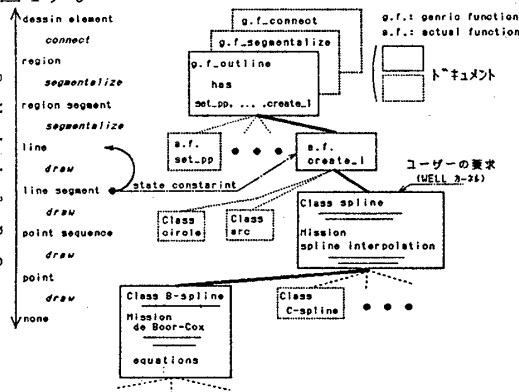 dessin element
connect
region
segmentalize
region segment
segmentalize
line
draw
line segment
draw
point sequence
draw
point
draw
none
g.f_connect
g.f_segmentalize
g.f_outline
has
set_pp, ... ,create_l
g.f.: genric function
a.f.: actual function
ドキュメント
a.f.
set_pp
a.f.
create_l
state constarint
ユーザーの要求
(WELL カーネル)
Class
cirole
Class
arc
Class spline
Mission
spline interpolation
Class B-spline
Mission
de Boor-Cox
equations
Class
C-spline